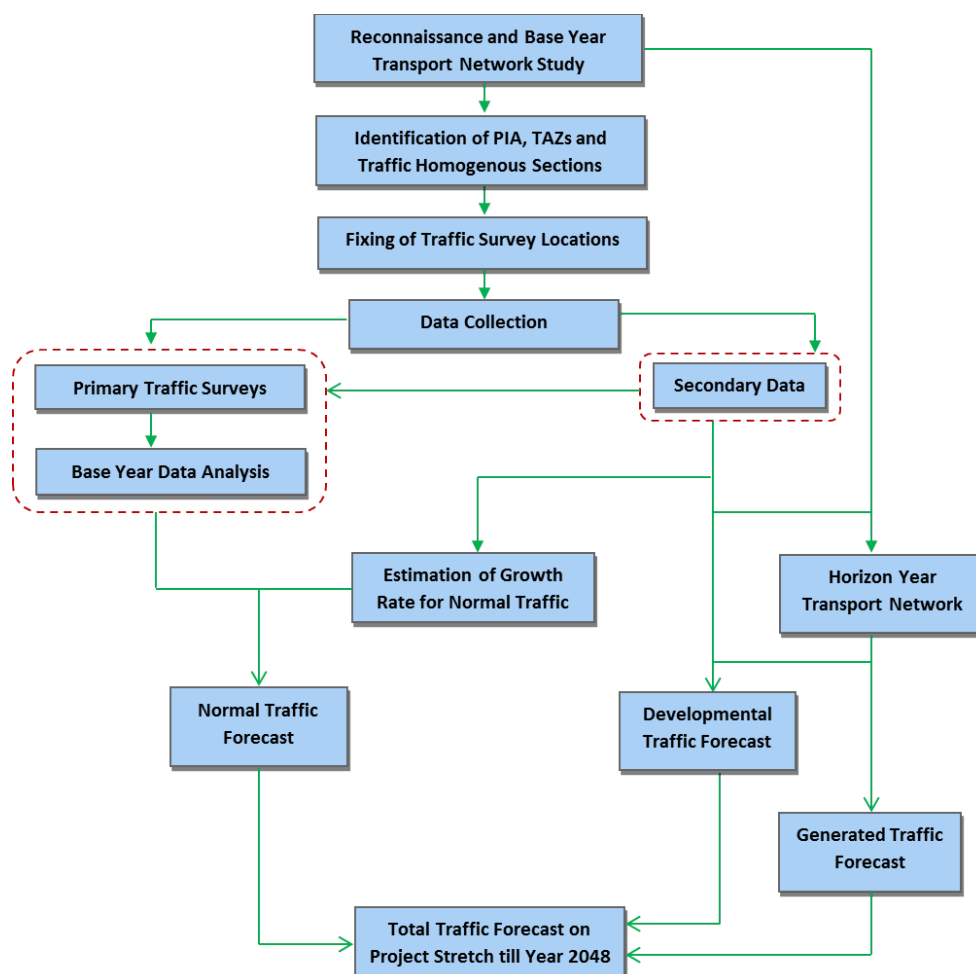 Reconnaissance and Base Year
Transport Network Study
Identification of PIA, TAZs and
Traffic Homogenous Sections
Fixing of Traffic Survey Locations
Data Collection
Primary Traffic Surveys
Secondary Data
Base Year Data Analysis
Estimation of Growth
Rate for Normal Traffic
Horizon Year
Transport Network
Normal Traffic
Forecast
Developmental
Traffic Forecast
Generated Traffic
Forecast
Total Traffic Forecast on
Project Stretch till Year 2048